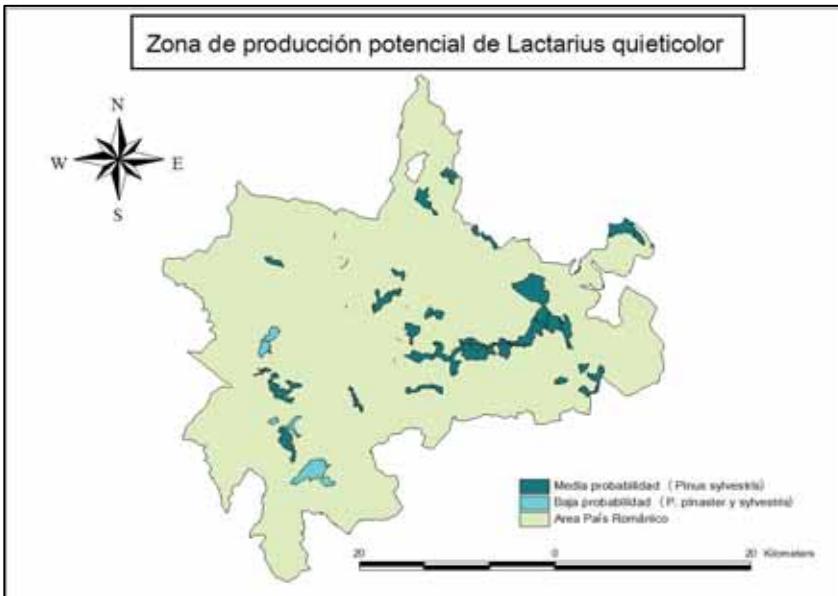 Zona de producción potencial de Lactarius quieticolor
N
W E
S
Media probabilidad (Pinus sylvestris)
Baja probabilidad (P. pinaster y sylvestris)
Area País Románico
20 0 20 Kilometers